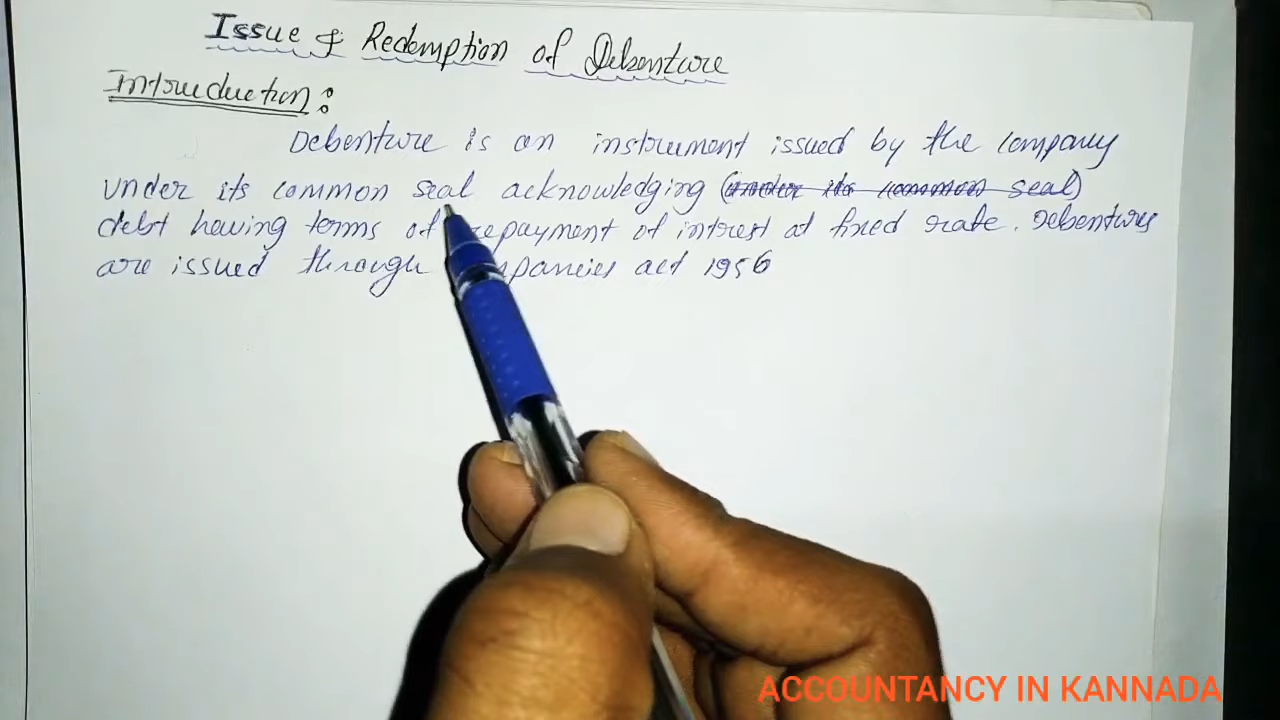 Issue & Redemption of Debenture
Introduction:
Debenture is an instrument issued by the company
under its common seal acknowledging (under its common seal)
debt having terms of repayment of intrest at fixed rate. Debentures
are issued through companies act 1956
ACCOUNTANCY IN KANNADA